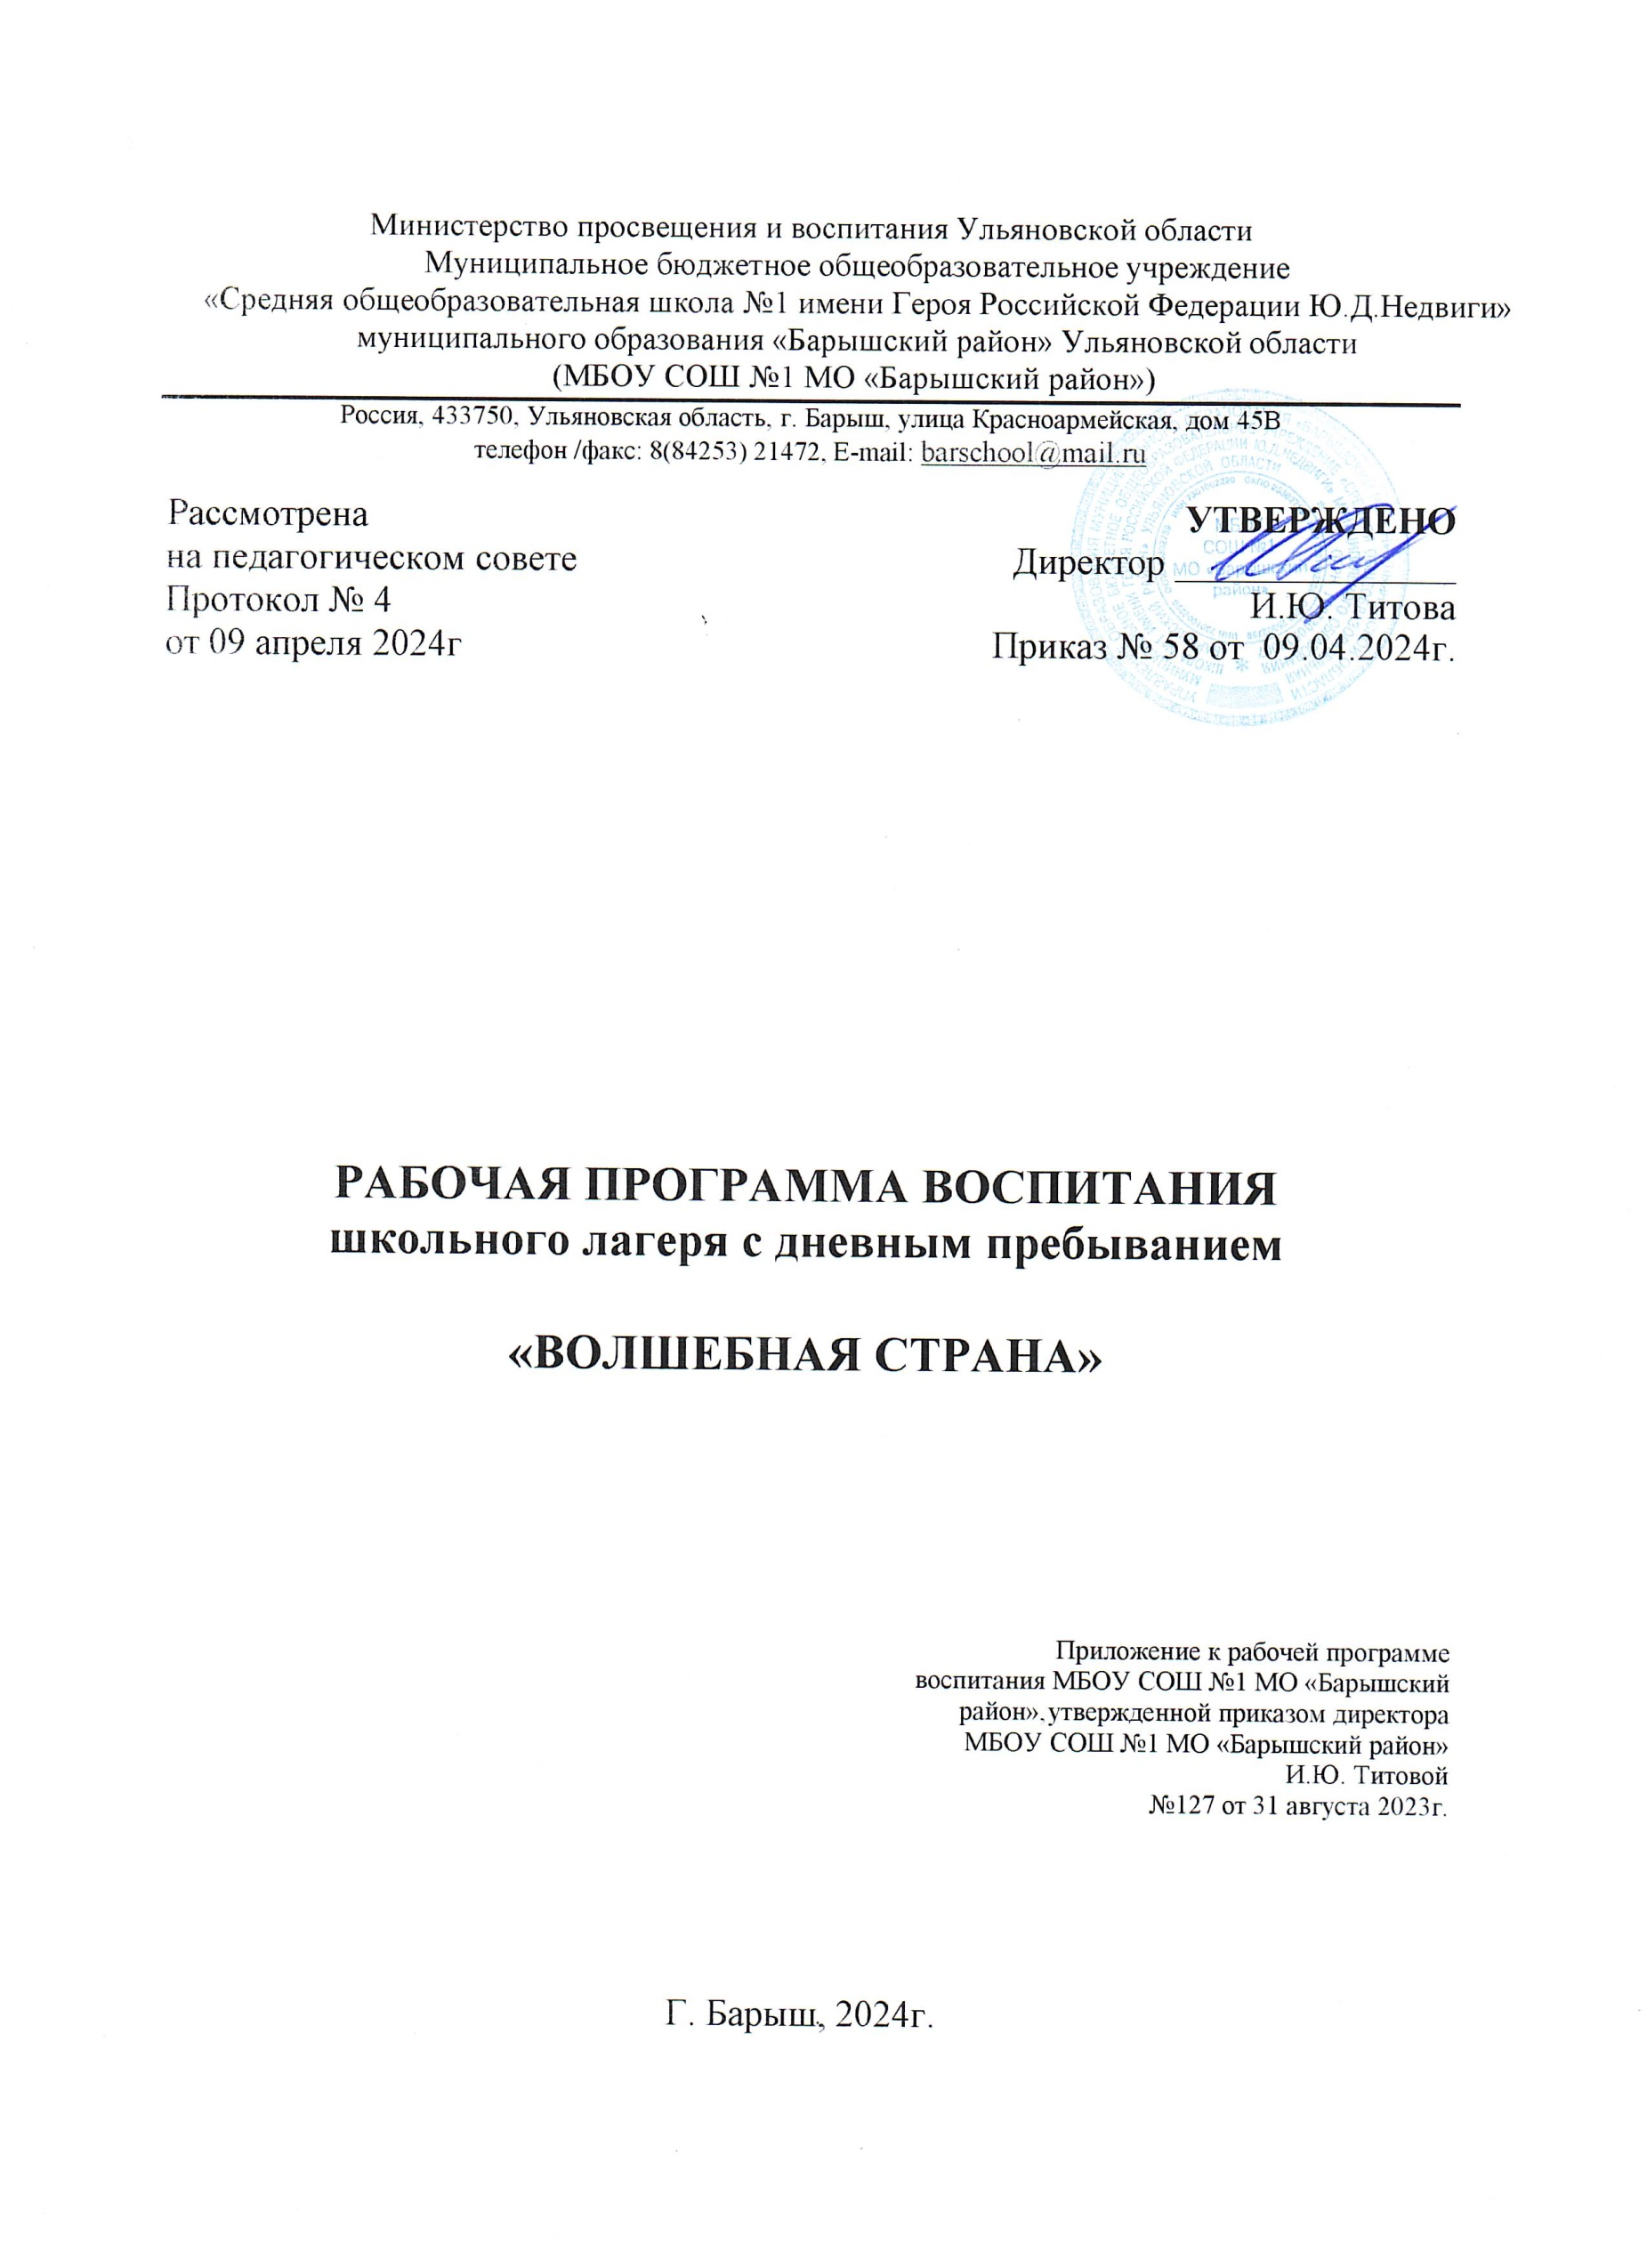 Министерство просвещения и воспитания Ульяновской области
Муниципальное бюджетное общеобразовательное учреждение
«Средняя общеобразовательная школа №1 имени Героя Российской Федерации Ю.Д.Недвиги»
муниципального образования «Барышский район» Ульяновской области
(МБОУ СОШ №1 МО «Барышский район»)
Россия, 433750, Ульяновская область, г. Барыш, улица Красноармейская, дом 45В
телефон /факс: 8(84253) 21472, E-mail: barschool@mail.ru
Рассмотрена
на педагогическом совете
Протокол № 4
от 09 апреля 2024г
УТВЕРЖДЕНО
Директор
И.Ю. Титова
Приказ № 58 от 09.04.2024г.
РАБОЧАЯ ПРОГРАММА ВОСПИТАНИЯ
школьного лагеря с дневным пребыванием
«ВОЛШЕБНАЯ СТРАНА»
Приложение к рабочей программе
воспитания МБОУ СОШ №1 МО «Барышский
район», утвержденной приказом директора
МБОУ СОШ №1 МО «Барышский район»
И.Ю. Титовой
№127 от 31 августа 2023г.
Г. Барыш, 2024г.